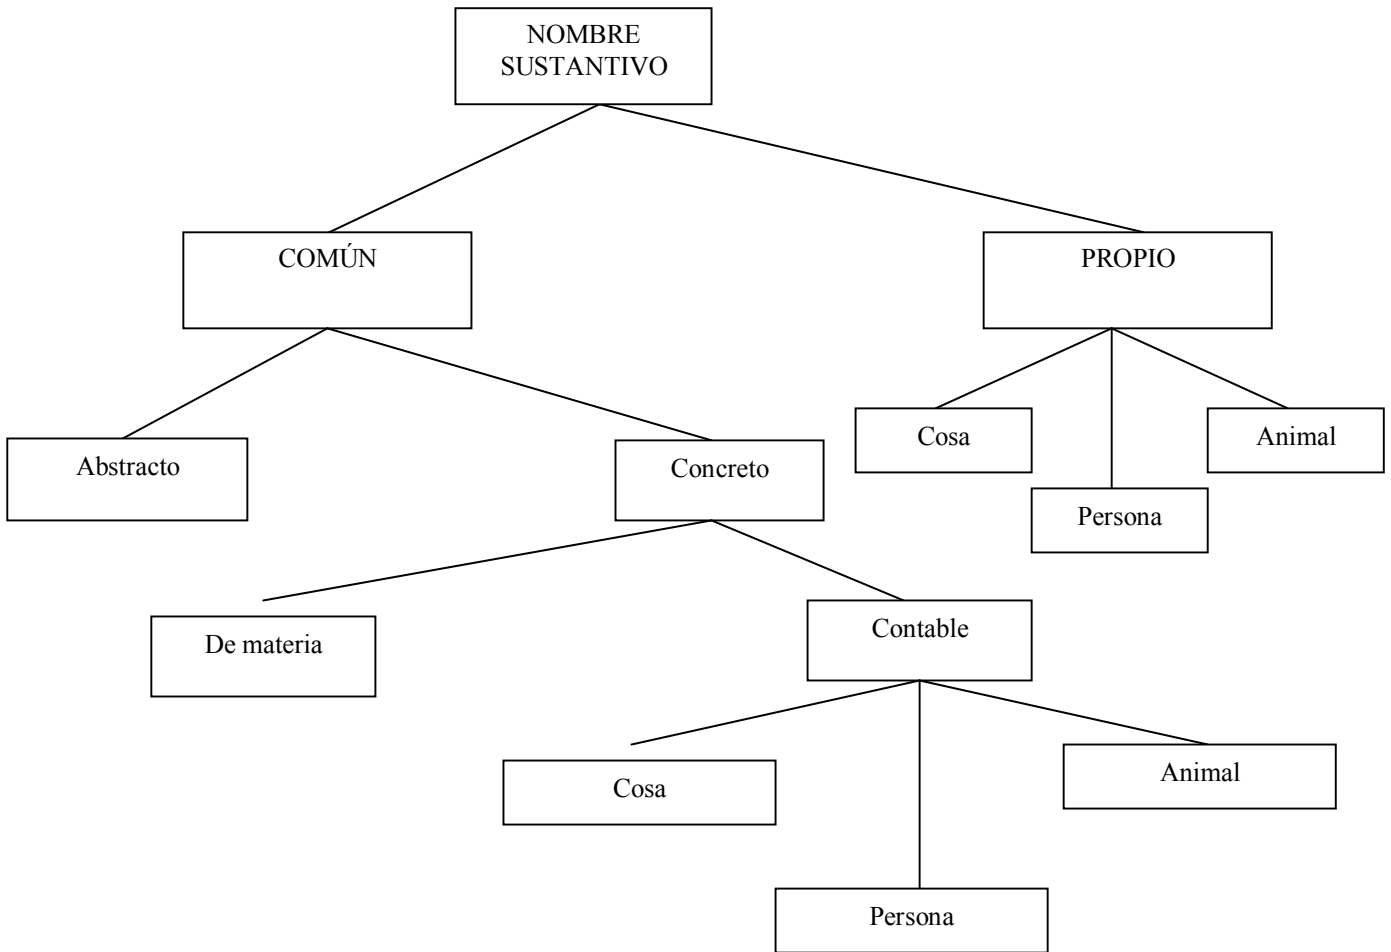 NOMBRE
SUSTANTIVO
COMÚN
PROPIO
Abstracto
Concreto
Cosa
Animal
Persona
De materia
Contable
Cosa
Animal
Persona